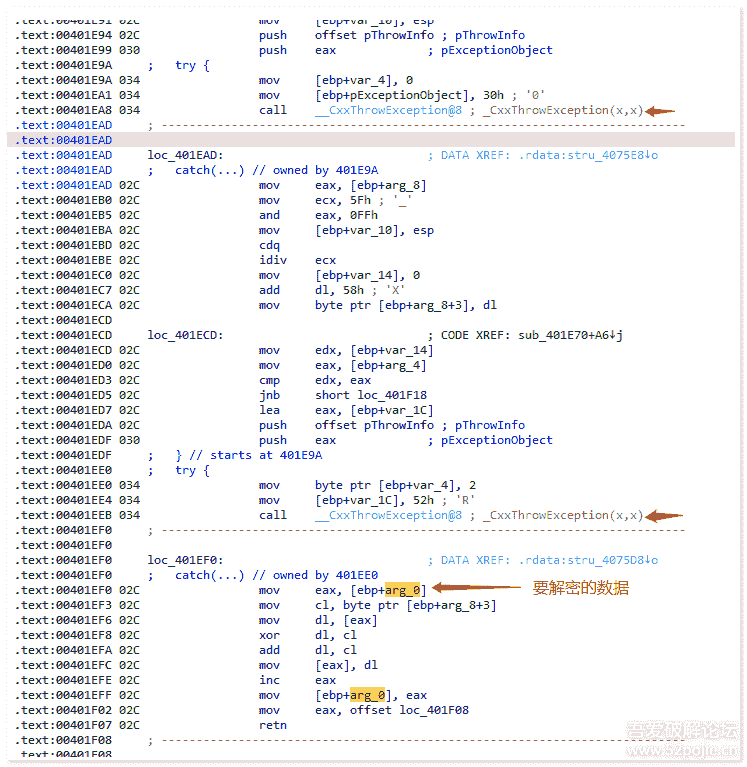 .text:00401E91 02C mov [ebp+var_10], esp
.text:00401E94 02C push offset pThrowInfo ; pThrowInfo
.text:00401E99 030 push eax ; pExceptionObject
.text:00401E9A ; try {
.text:00401E9A 034 mov [ebp+var_4], 0
.text:00401EA1 034 mov [ebp+pExceptionObject], 30h ; '0'
.text:00401EA8 034 call __CxxThrowException@8 ; _CxxThrowException(x,x)
.text:00401EAD ; ---------------------------------------------------------------------------
.text:00401EAD
.text:00401EAD loc_401EAD: ; DATA XREF: .rdata:stru_4075E8↓o
.text:00401EAD ; catch(...) // owned by 401E9A
.text:00401EAD 02C mov eax, [ebp+arg_8]
.text:00401EB0 02C mov ecx, 5Fh ; '_'
.text:00401EB5 02C and eax, 0FFh
.text:00401EBA 02C mov [ebp+var_10], esp
.text:00401EBD 02C cdq
.text:00401EBE 02C idiv ecx
.text:00401EC0 02C mov [ebp+var_14], 0
.text:00401EC7 02C add dl, 58h ; 'X'
.text:00401ECA 02C mov byte ptr [ebp+arg_8+3], dl
.text:00401ECD
.text:00401ECD loc_401ECD: ; CODE XREF: sub_401E70+A6↓j
.text:00401ECD 02C mov edx, [ebp+var_14]
.text:00401ED0 02C mov eax, [ebp+arg_4]
.text:00401ED3 02C cmp edx, eax
.text:00401ED5 02C jnb short loc_401F18
.text:00401ED7 02C lea eax, [ebp+var_1C]
.text:00401EDA 02C push offset pThrowInfo ; pThrowInfo
.text:00401EDF 030 push eax ; pExceptionObject
.text:00401EDF ; } // starts at 401E9A
.text:00401EE0 ; try {
.text:00401EE0 034 mov byte ptr [ebp+var_4], 2
.text:00401EE4 034 mov [ebp+var_1C], 52h ; 'R'
.text:00401EEB 034 call __CxxThrowException@8 ; _CxxThrowException(x,x)
.text:00401EF0 ; ---------------------------------------------------------------------------
.text:00401EF0
.text:00401EF0 loc_401EF0: ; DATA XREF: .rdata:stru_4075D8↓o
.text:00401EF0 ; catch(...) // owned by 401EE0
.text:00401EF0 02C mov eax, [ebp+arg_0] 要解密的数据
.text:00401EF3 02C mov cl, byte ptr [ebp+arg_8+3]
.text:00401EF6 02C mov dl, [eax]
.text:00401EF8 02C xor dl, cl
.text:00401EFA 02C add dl, cl
.text:00401EFC 02C mov [eax], dl
.text:00401EFE 02C inc eax
.text:00401EFF 02C mov [ebp+arg_0], eax
.text:00401F02 02C mov eax, offset loc_401F08
.text:00401F07 02C retn
.text:00401F08 ; ---------------------------------------------------------------------------
.text:00401F08
吾爱破解论坛
www.52pojie.cn